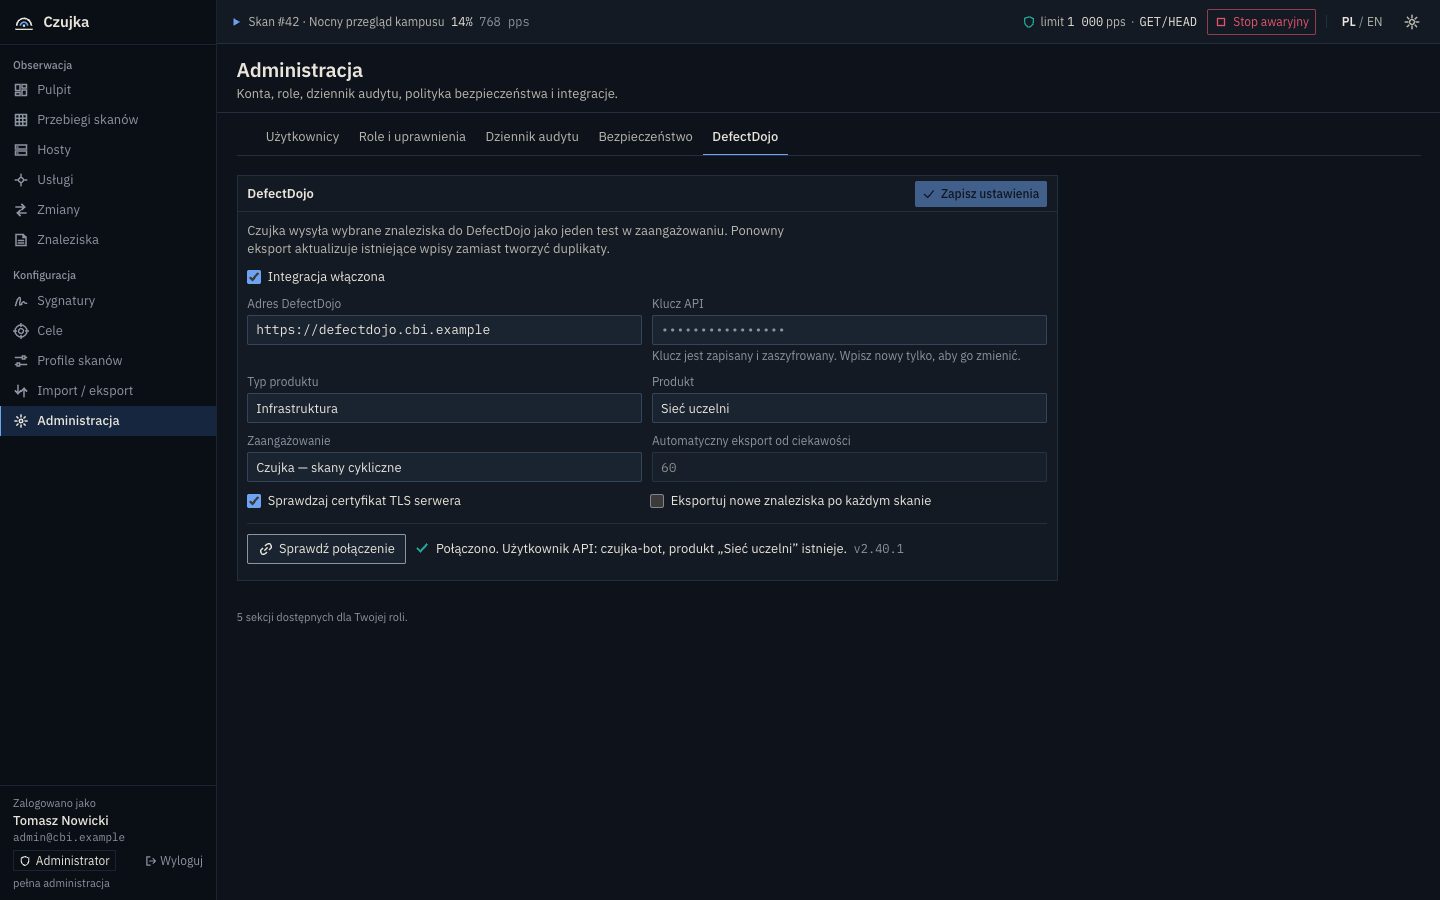 Czujka
Skan #42 · Nocny przegląd kampusu 14% 768 pps
limit 1 000 pps · GET/HEAD
Stop awaryjny
PL / EN
Obserwacja
Pulpit
Przebiegi skanów
Hosty
Usługi
Zmiany
Znaleziska
Konfiguracja
Sygnatury
Cele
Profile skanów
Import / eksport
Administracja
Zalogowano jako
Tomasz Nowicki
admin@cbi.example
Administrator
Wyloguj
pełna administracja
Administracja
Konta, role, dziennik audytu, polityka bezpieczeństwa i integracje.
Użytkownicy
Role i uprawnienia
Dziennik audytu
Bezpieczeństwo
DefectDojo
DefectDojo
Zapisz ustawienia
Czujka wysyła wybrane znaleziska do DefectDojo jako jeden test w zaangażowaniu. Ponowny
eksport aktualizuje istniejące wpisy zamiast tworzyć duplikaty.
Integracja włączona
Adres DefectDojo
https://defectdojo.cbi.example
Klucz API
••••••••••••••••
Klucz jest zapisany i zaszyfrowany. Wpisz nowy tylko, aby go zmienić.
Typ produktu
Infrastruktura
Produkt
Sieć uczelni
Zaangażowanie
Czujka — skany cykliczne
Automatyczny eksport od ciekawości
60
Sprawdzaj certyfikat TLS serwera
Eksportuj nowe znaleziska po każdym skanie
Sprawdź połączenie
Połączono. Użytkownik API: czujka-bot, produkt „Sieć uczelni” istnieje. v2.40.1
5 sekcji dostępnych dla Twojej roli.